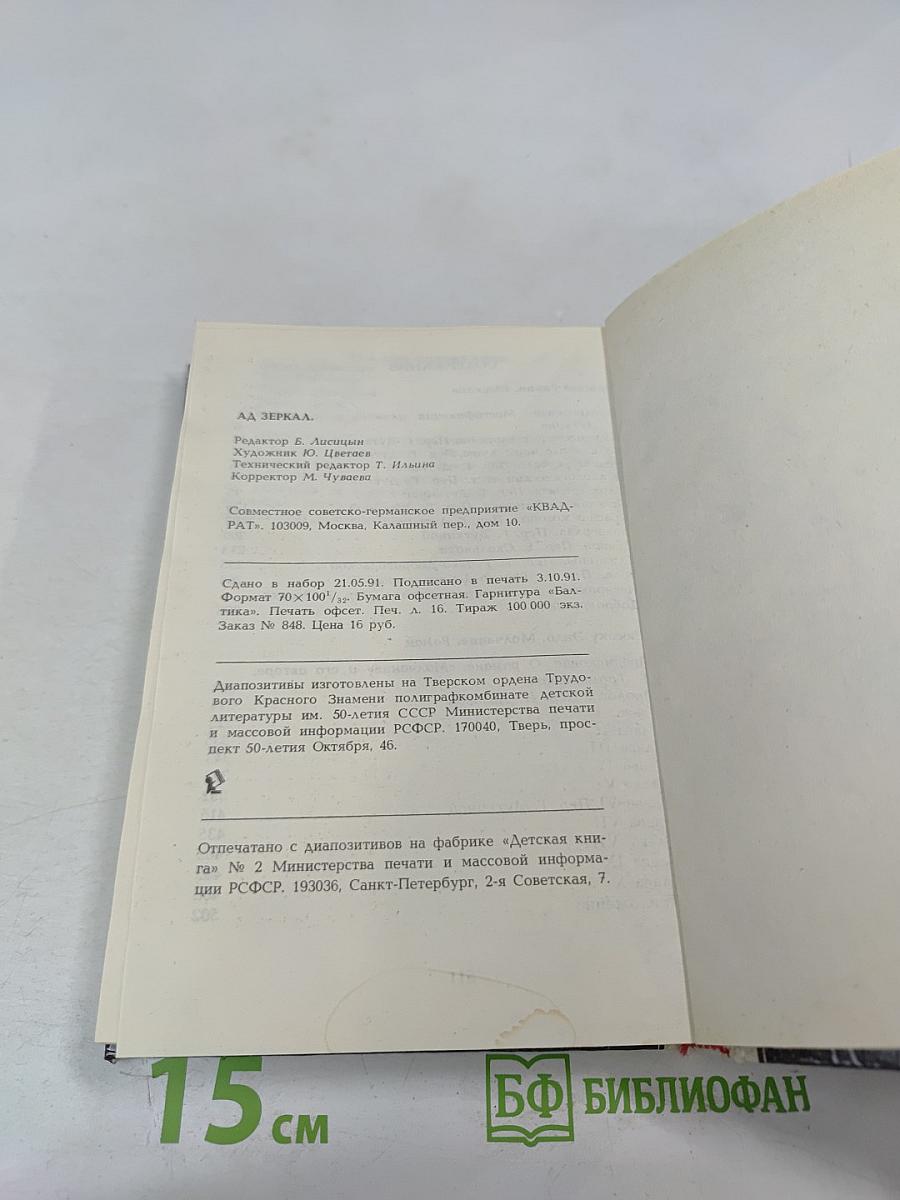 АД ЗЕРКАЛ.
Редактор Б. Лисицын
Художник Ю. Цветаев
Технический редактор Т. Ильина
Корректор М. Чуваева
Совместное советско-германское предприятие «КВАД-
РАТ». 103009, Москва, Калашный пер., дом 10.
Сдано в набор 21.05.91. Подписано в печать 3.10.91.
Формат 70×100¹/₃₂. Бумага офсетная. Гарнитура «Бал-
тика». Печать офсет. Печ. л. 16. Тираж 100 000 экз.
Заказ № 848. Цена 16 руб.
Диапозитивы изготовлены на Тверском ордена Трудо-
вого Красного Знамени полиграфкомбинате детской
литературы им. 50-летия СССР Министерства печати
и массовой информации РСФСР. 170040, Тверь, прос-
пект 50-летия Октября, 46.
Отпечатано с диапозитивов на фабрике «Детская кни-
га» № 2 Министерства печати и массовой информа-
ции РСФСР. 193036, Санкт-Петербург, 2-я Советская, 7.
15 см
БФ БИБЛИОФАН